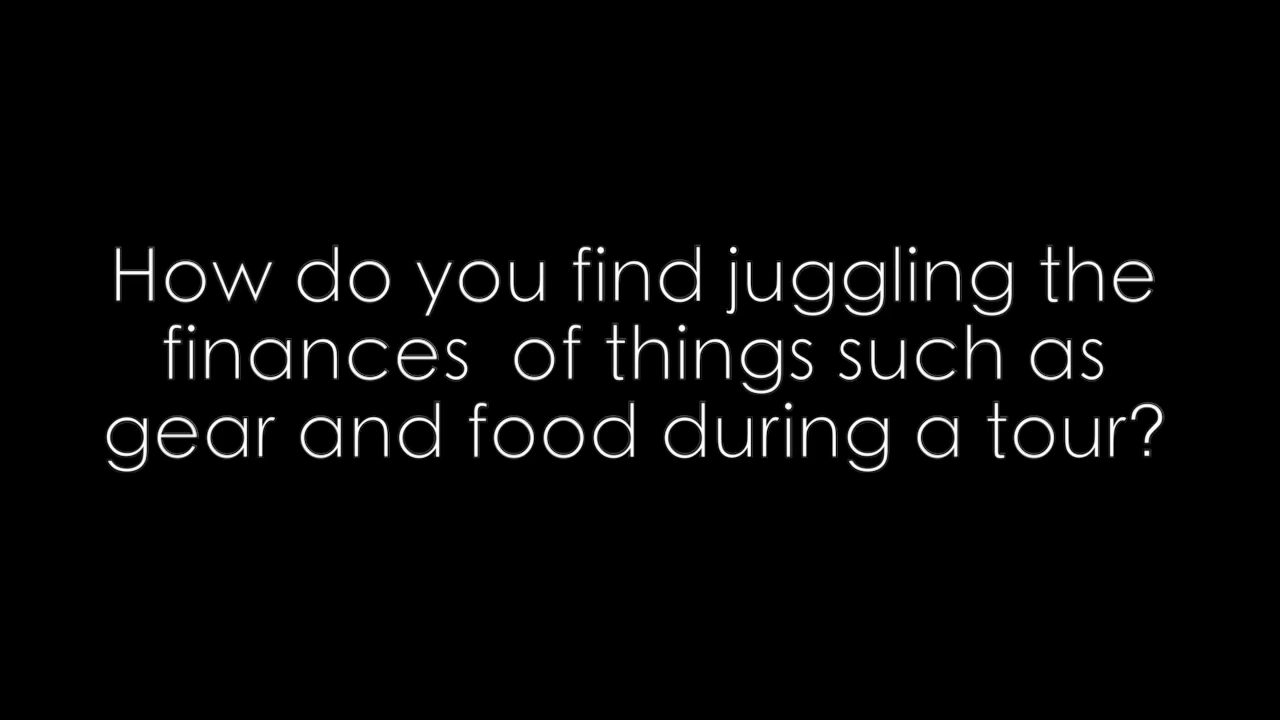 How do you find juggling the
finances  of things such as
gear and food during a tour?